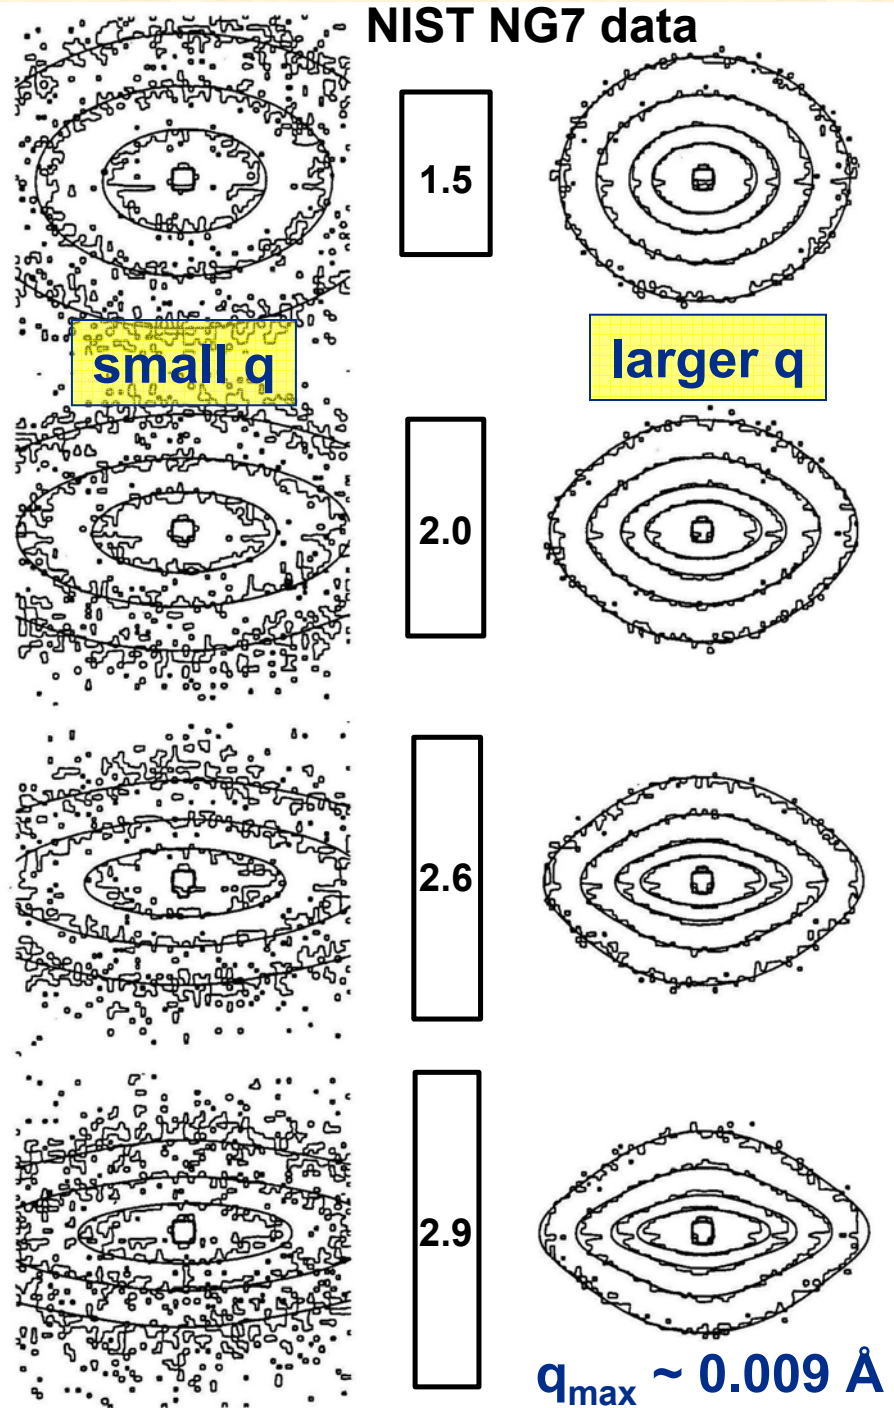 NIST NG7 data
1.5
small q
larger q
2.0
2.6
2.9
qmax ~ 0.009 Å